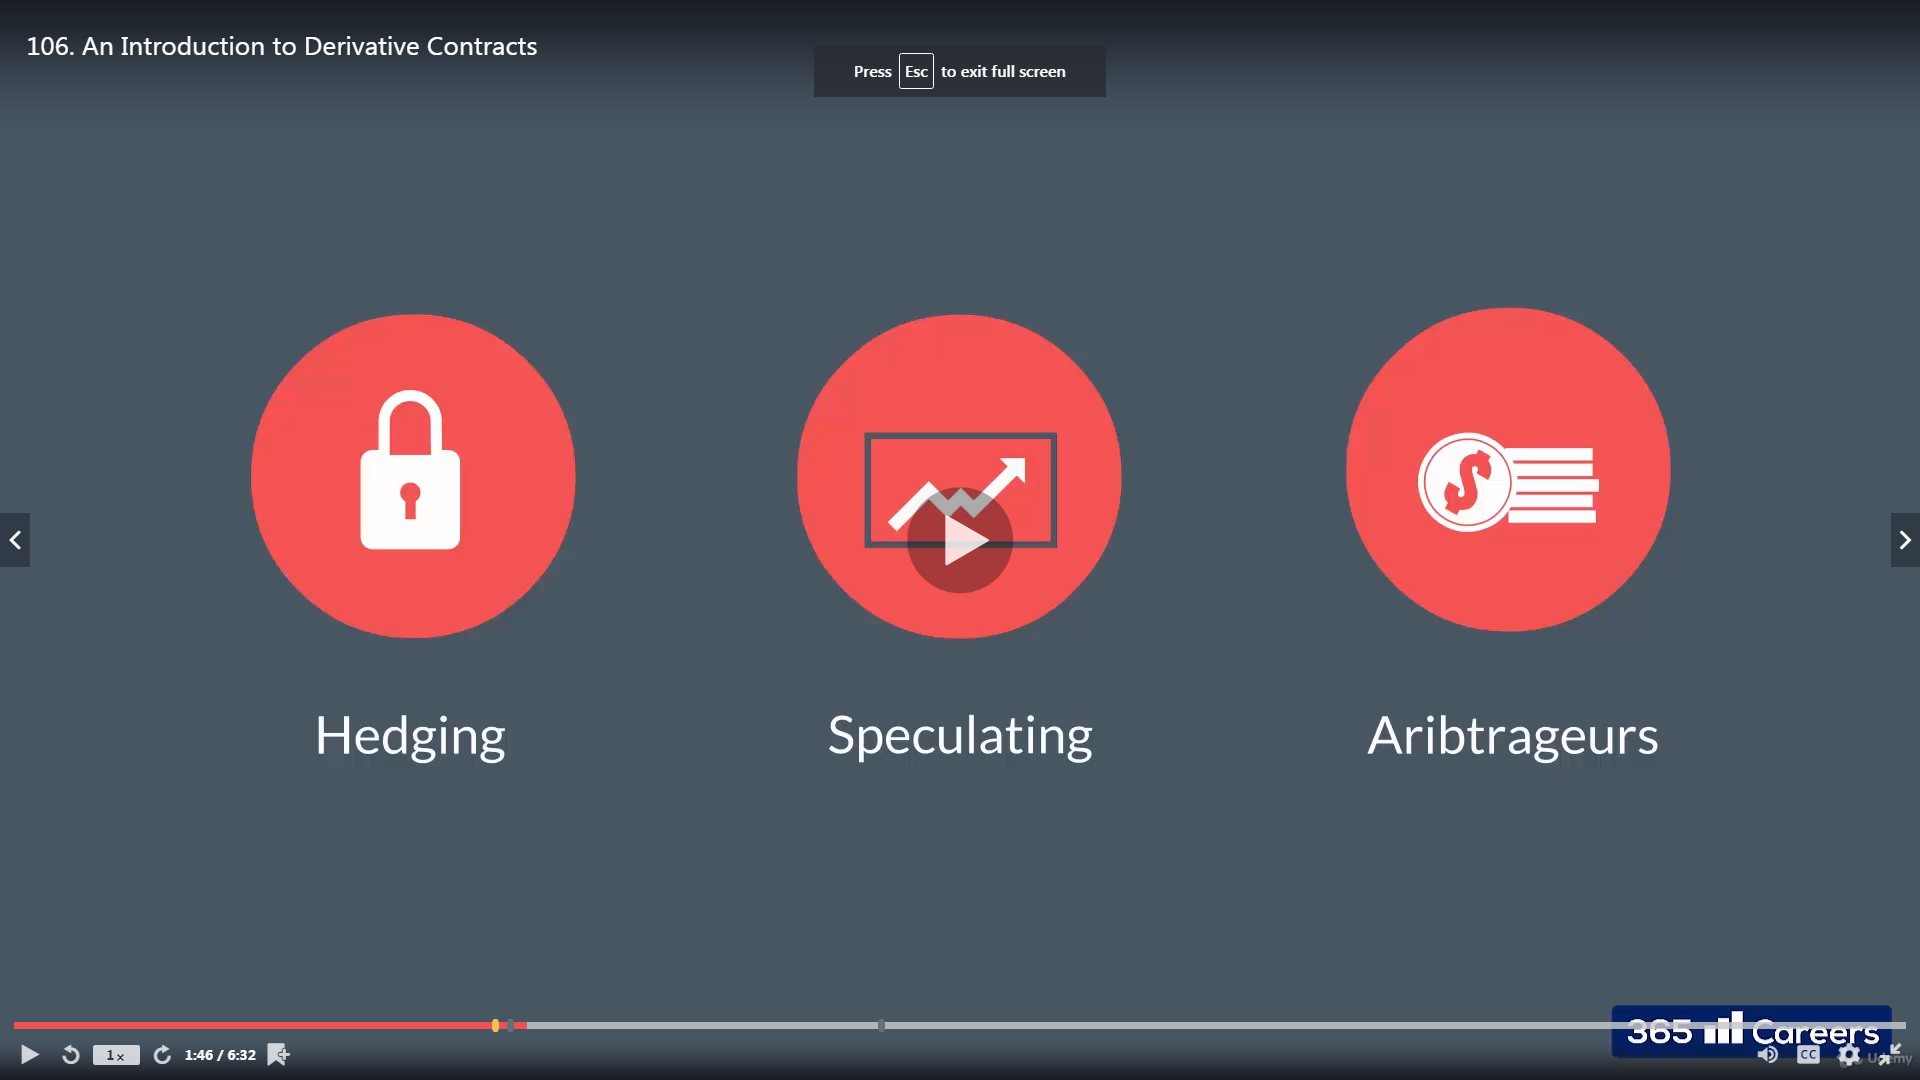 106. An Introduction to Derivative Contracts
Press Esc to exit full screen
Hedging
Speculating
Aribtrageurs
365 Careers
1x
1:46 / 6:32
CC
Udemy